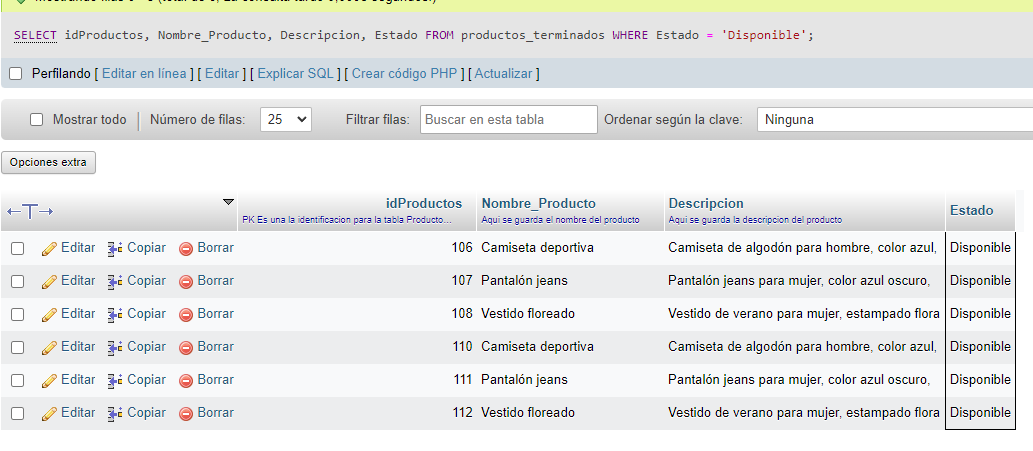 SELECT idProductos, Nombre_Producto, Descripcion, Estado FROM productos_terminados WHERE Estado = 'Disponible';
Perfilando [ Editar en línea ] [ Editar ] [ Explicar SQL ] [ Crear código PHP ] [ Actualizar ]
Mostrar todo | Número de filas: 25 Filtrar filas: Buscar en esta tabla Ordenar según la clave: Ninguna
Opciones extra
←T→ idProductos Nombre_Producto Descripcion Estado
PK Es una la identificacion para la tabla Producto... Aqui se guarda el nombre del producto Aqui se guarda la descripcion del producto
Editar Copiar Borrar 106 Camiseta deportiva Camiseta de algodón para hombre, color azul, Disponible
Editar Copiar Borrar 107 Pantalón jeans Pantalón jeans para mujer, color azul oscuro, Disponible
Editar Copiar Borrar 108 Vestido floreado Vestido de verano para mujer, estampado flora Disponible
Editar Copiar Borrar 110 Camiseta deportiva Camiseta de algodón para hombre, color azul, Disponible
Editar Copiar Borrar 111 Pantalón jeans Pantalón jeans para mujer, color azul oscuro, Disponible
Editar Copiar Borrar 112 Vestido floreado Vestido de verano para mujer, estampado flora Disponible